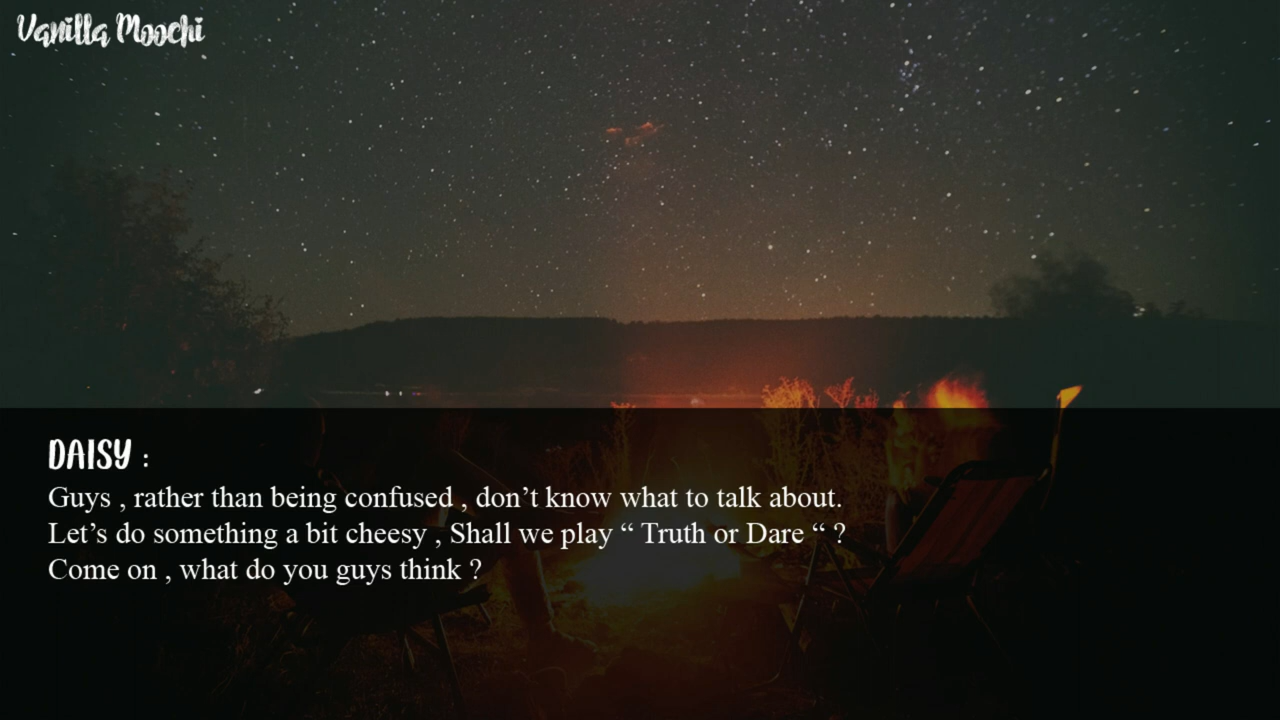 Vanilla Moochi
DAISY :
Guys , rather than being confused , don’t know what to talk about.
Let’s do something a bit cheesy , Shall we play “ Truth or Dare “ ?
Come on , what do you guys think ?